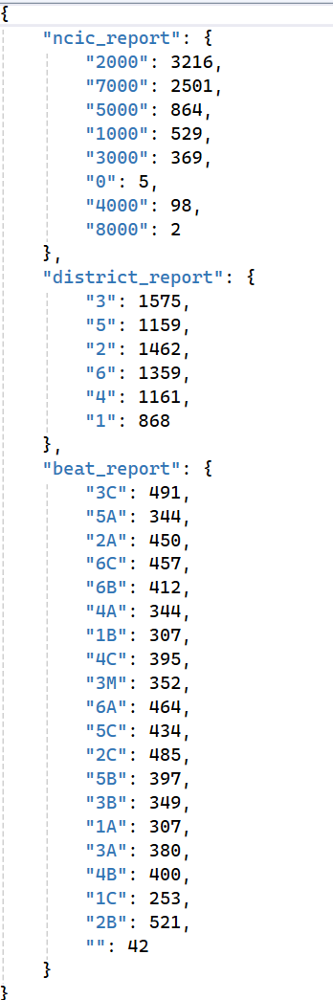 {
    "ncic_report": {
        "2000": 3216,
        "7000": 2501,
        "5000": 864,
        "1000": 529,
        "3000": 369,
        "0": 5,
        "4000": 98,
        "8000": 2
    },
    "district_report": {
        "3": 1575,
        "5": 1159,
        "2": 1462,
        "6": 1359,
        "4": 1161,
        "1": 868
    },
    "beat_report": {
        "3C": 491,
        "5A": 344,
        "2A": 450,
        "6C": 457,
        "6B": 412,
        "4A": 344,
        "1B": 307,
        "4C": 395,
        "3M": 352,
        "6A": 464,
        "5C": 434,
        "2C": 485,
        "5B": 397,
        "3B": 349,
        "1A": 307,
        "3A": 380,
        "4B": 400,
        "1C": 253,
        "2B": 521,
        "": 42
    }
}